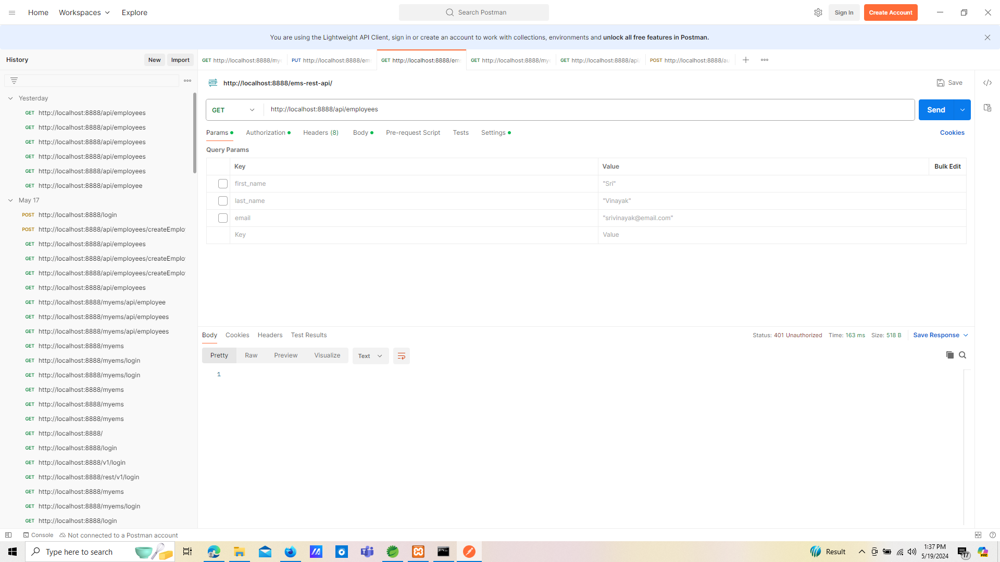 Home Workspaces Explore Search Postman Sign In Create Account
You are using the Lightweight API Client, sign in or create an account to work with collections, environments and unlock all free features in Postman.
History New Import
GET http://localhost:8888/my PUT http://localhost:8888/em GET http://localhost:8888/em GET http://localhost:8888/my GET http://localhost:8888/api POST http://localhost:8888/au
HTTP http://localhost:8888/ems-rest-api/ Save
GET http://localhost:8888/api/employees Send
Params Authorization Headers (8) Body Pre-request Script Tests Settings Cookies
Query Params
Key Value Bulk Edit
first_name "Sri"
last_name "Vinayak"
email "srivinayak@email.com"
Key Value
Yesterday
GET http://localhost:8888/api/employees
GET http://localhost:8888/api/employees
GET http://localhost:8888/api/employees
GET http://localhost:8888/api/employees
GET http://localhost:8888/api/employees
GET http://localhost:8888/api/employee
May 17
POST http://localhost:8888/login
POST http://localhost:8888/api/employees/createEmplo
GET http://localhost:8888/api/employees
GET http://localhost:8888/api/employees/createEmplo
GET http://localhost:8888/api/employees/createEmplo
GET http://localhost:8888/api/employees
GET http://localhost:8888/myems/api/employee
GET http://localhost:8888/myems/api/employees
GET http://localhost:8888/myems/api/employees
GET http://localhost:8888/myems
GET http://localhost:8888/myems/login
GET http://localhost:8888/myems/login
GET http://localhost:8888/myems
GET http://localhost:8888/myems
GET http://localhost:8888/myems
GET http://localhost:8888/
GET http://localhost:8888/login
GET http://localhost:8888/v1/login
GET http://localhost:8888/rest/v1/login
GET http://localhost:8888/myems
GET http://localhost:8888/myems/login
GET http://localhost:8888/login
Body Cookies Headers Test Results Status: 401 Unauthorized Time: 163 ms Size: 518 B Save Response
Pretty Raw Preview Visualize Text
1
Console Not connected to a Postman account
Type here to search Result 1:37 PM
5/19/2024 17 PRE